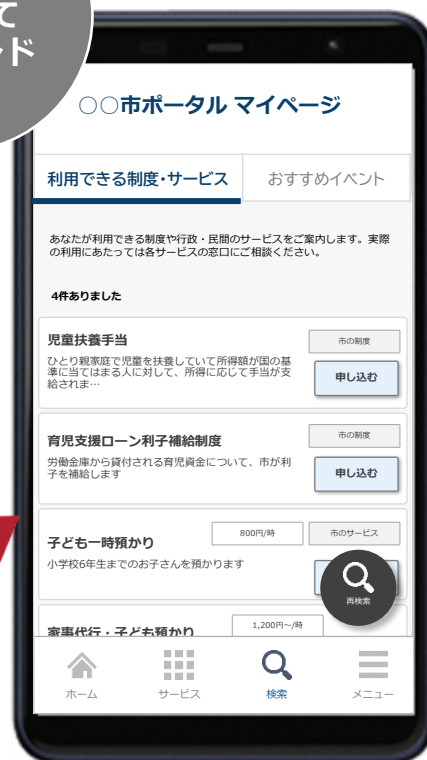 て
ド
○○市ポータル マイページ
利用できる制度・サービス
おすすめイベント
あなたが利用できる制度や行政・民間のサービスをご案内します。実際
の利用にあたっては各サービスの窓口にご相談ください。
4件ありました
児童扶養手当
市の制度
ひとり親家庭で児童を扶養していて所得額が国の基
準に当てはまる人に対して、所得に応じて手当が支
給されま…
申し込む
育児支援ローン利子補給制度
市の制度
労働金庫から貸付される育児資金について、市が利
子を補給します
申し込む
子ども一時預かり
800円/時
市のサービス
小学校6年生までのお子さんを預かります
再検索
家事代行・子ども預かり
1,200円～/時
ホーム
サービス
検索
メニュー